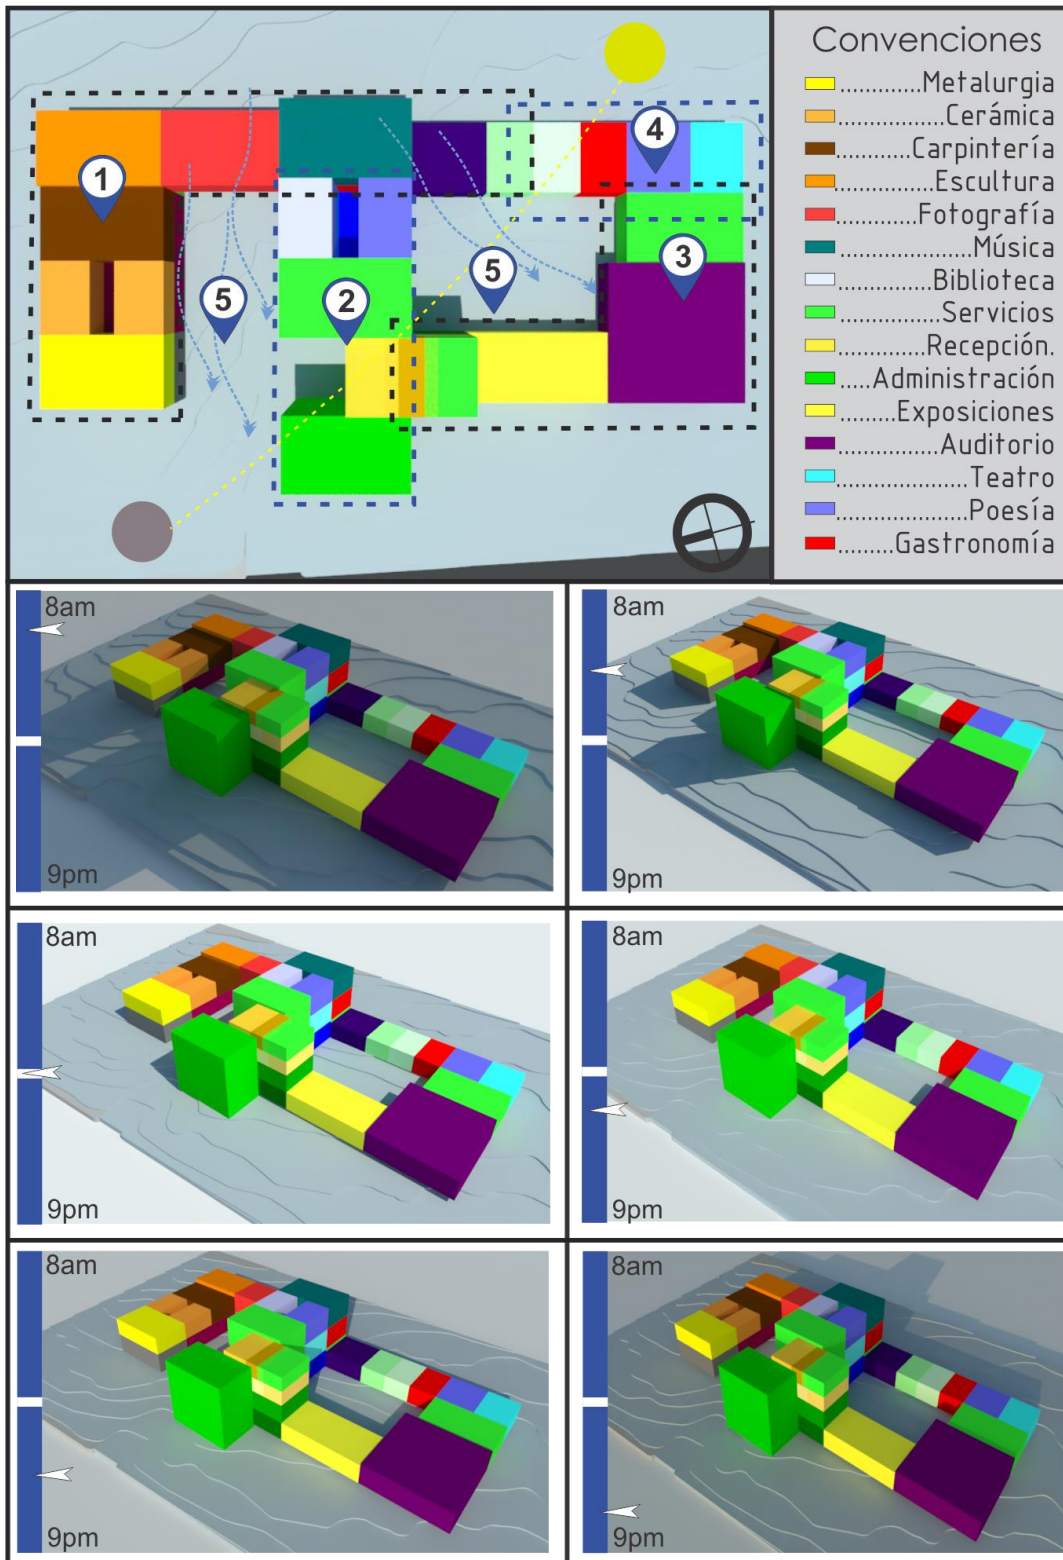 Convenciones
.............Metalurgia
................Cerámica
............Carpintería
...............Escultura
.............Fotografía
....................Música
................Biblioteca
................Servicios
..............Recepción.
.....Administración
............Exposiciones
................Auditorio
.....................Teatro
.....................Poesía
.........Gastronomía
1
2
3
4
5
5
8am
9pm
8am
9pm
8am
9pm
8am
9pm
8am
9pm
8am
9pm